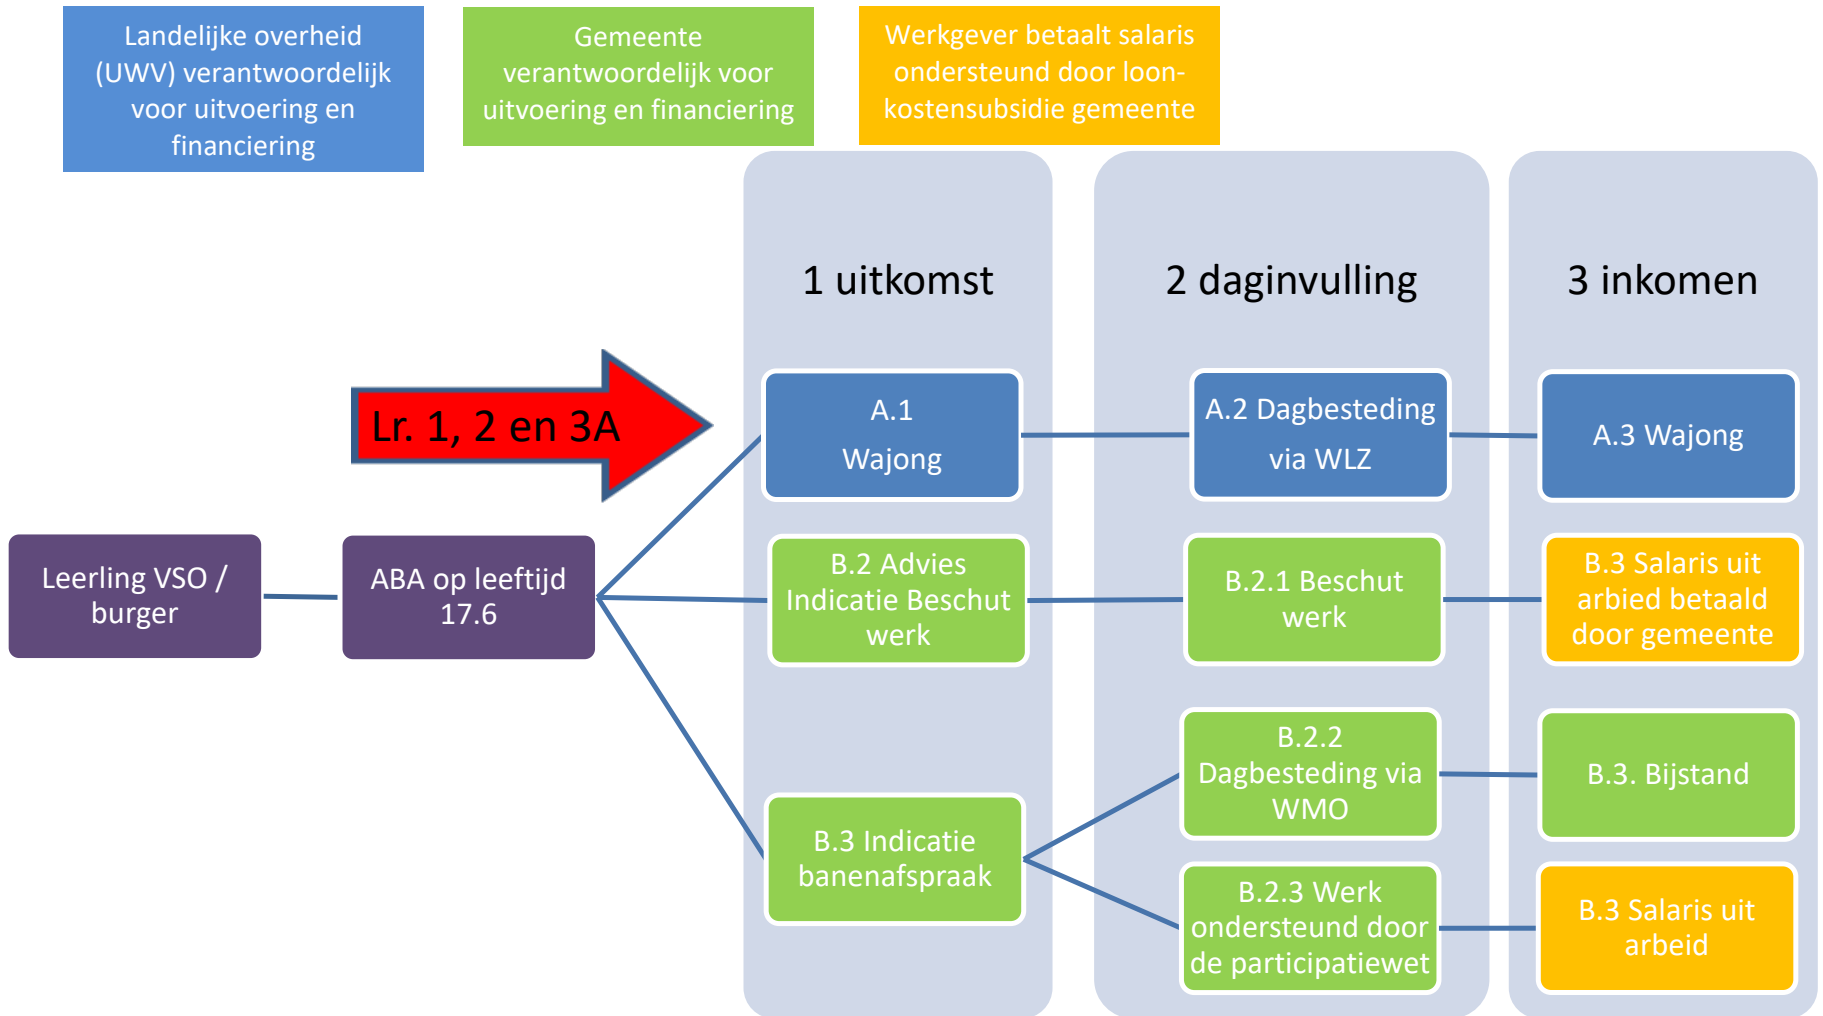 Landelijke overheid
(UWV) verantwoordelijk
voor uitvoering en
financiering
Gemeente
verantwoordelijk voor
uitvoering en financiering
Werkgever betaalt salaris
ondersteund door loon-
kostensubsidie gemeente
1 uitkomst
2 daginvulling
3 inkomen
Lr. 1, 2 en 3A
A.1
Wajong
A.2 Dagbesteding
via WLZ
A.3 Wajong
Leerling VSO /
burger
ABA op leeftijd
17.6
B.2 Advies
Indicatie Beschut
werk
B.2.1 Beschut
werk
B.3 Salaris uit
arbied betaald
door gemeente
B.3 Indicatie
banenafspraak
B.2.2
Dagbesteding via
WMO
B.3. Bijstand
B.2.3 Werk
ondersteund door
de participatiewet
B.3 Salaris uit
arbeid